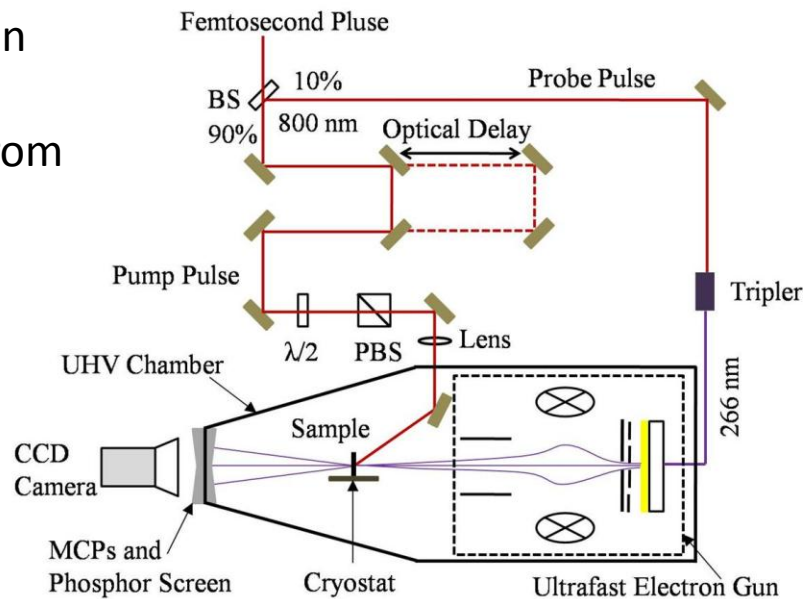 n
Femtosecond Pluse
10%
Probe Pulse
BS
90%
800 nm
Optical Delay
rom
Pump Pulse
Tripler
λ/2
PBS
Lens
UHV Chamber
266 nm
Sample
CCD
Camera
MCPs and
Phosphor Screen
Cryostat
Ultrafast Electron Gun